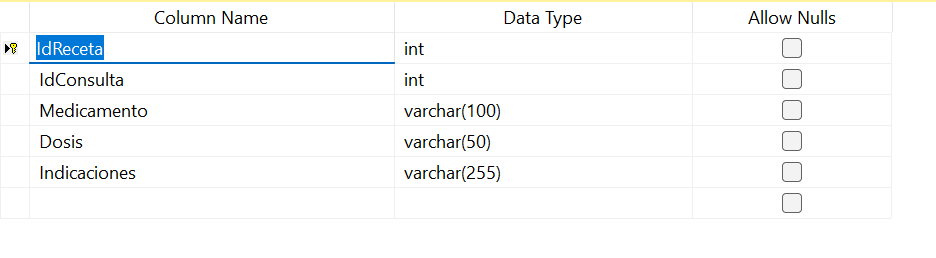 Column Name Data Type Allow Nulls
IdReceta int
IdConsulta int
Medicamento varchar(100)
Dosis varchar(50)
Indicaciones varchar(255)